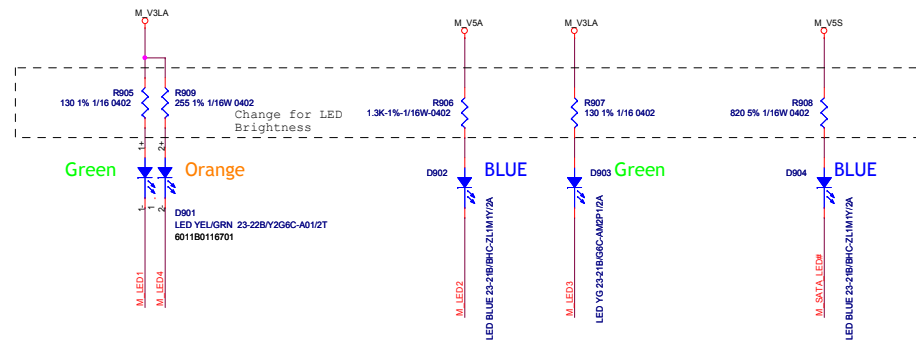 M_V3LA
M_V5A
M_V3LA
M_V5S
R905
130 1% 1/16 0402
R909
255 1% 1/16W 0402
Change for LED
Brightness
R906
1.3K-1%-1/16W-0402
R907
130 1% 1/16 0402
R908
820 5% 1/16W 0402
1+
2+
Green
Orange
D902
BLUE
D903
Green
D904
1-
1
2-
D901
LED YEL/GRN 23-22B/Y2G6C-A01/2T
6011B0116701
M_LED1
M_LED4
M_LED2
LED BLUE 23-21B/BHC-ZL1M1Y/2A
M_LED3
LED YG 23-21B/G6C-AM2P1/2A
M_SATA_LED#
LED BLUE 23-21B/BHC-ZL1M1Y/2A